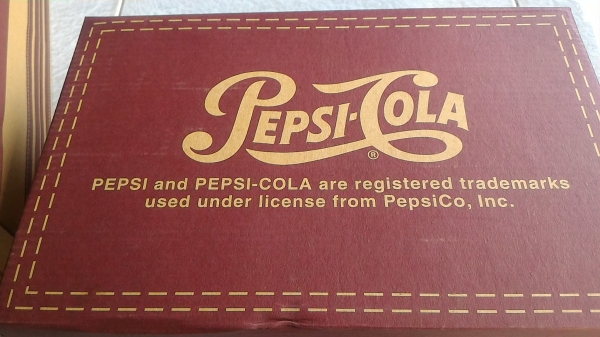 PEPSI-COLA
®
PEPSI and PEPSI-COLA are registered trademarks
used under license from PepsiCo, Inc.